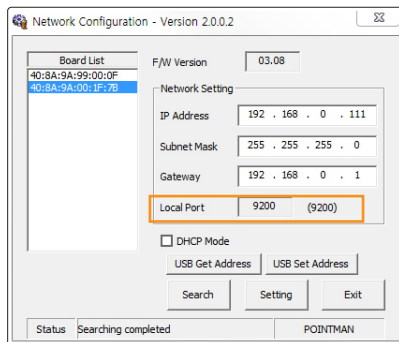 Network Configuration - Version 2.0.0.2
Board List
40:8A:9A:99:00:0F
40:8A:9A:00:1F:7B
F/W Version 03.08
Network Setting
IP Address 192 . 168 . 0 . 111
Subnet Mask 255 . 255 . 255 . 0
Gateway 192 . 168 . 0 . 1
Local Port 9200 (9200)
DHCP Mode
USB Get Address USB Set Address
Search Setting Exit
Status Searching completed POINTMAN